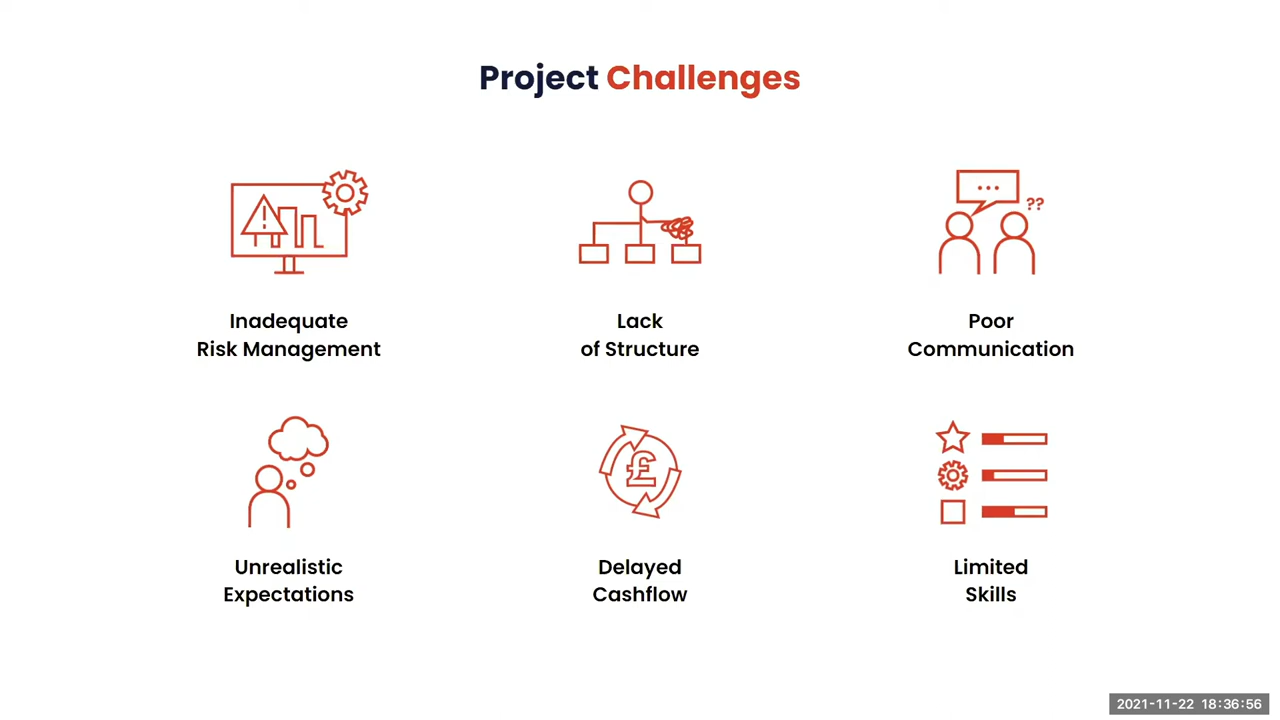 Project Challenges
??
Inadequate
Risk Management
Lack
of Structure
Poor
Communication
£
Unrealistic
Expectations
Delayed
Cashflow
Limited
Skills
2021-11-22 18:36:56